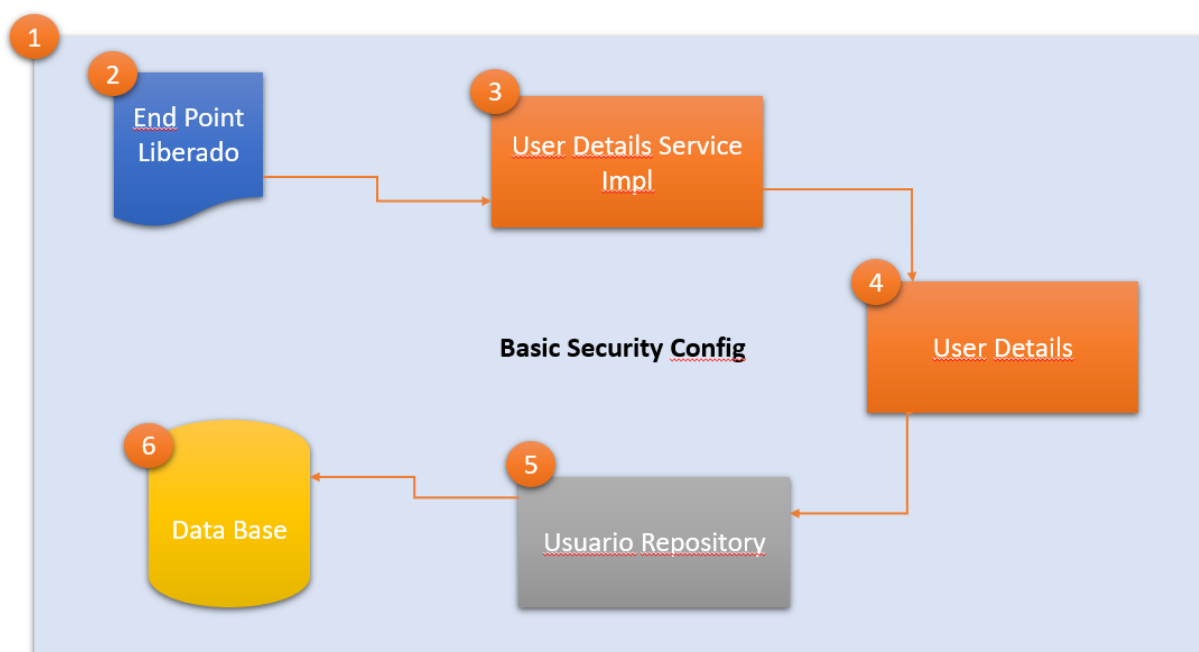 1
2
End Point
Liberado
3
User Details Service
Impl
4
User Details
Basic Security Config
6
Data Base
5
Usuario Repository